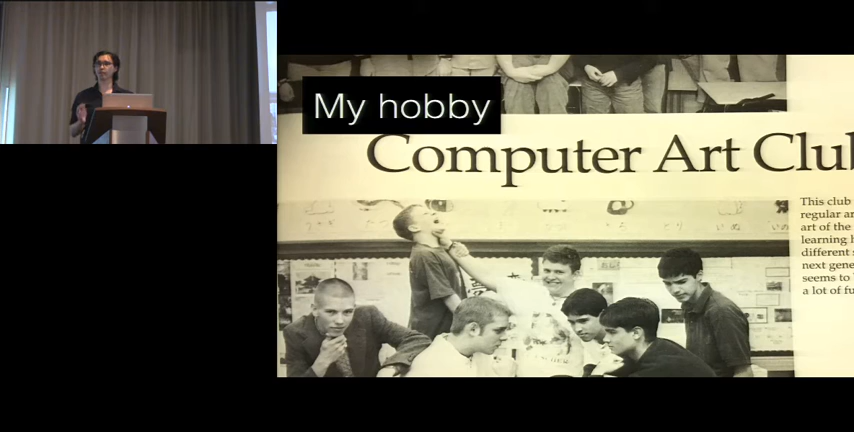 My hobby
Computer Art Clu
This club
regular ar
art of the
learning h
different s
next gene
seems to
a lot of fu